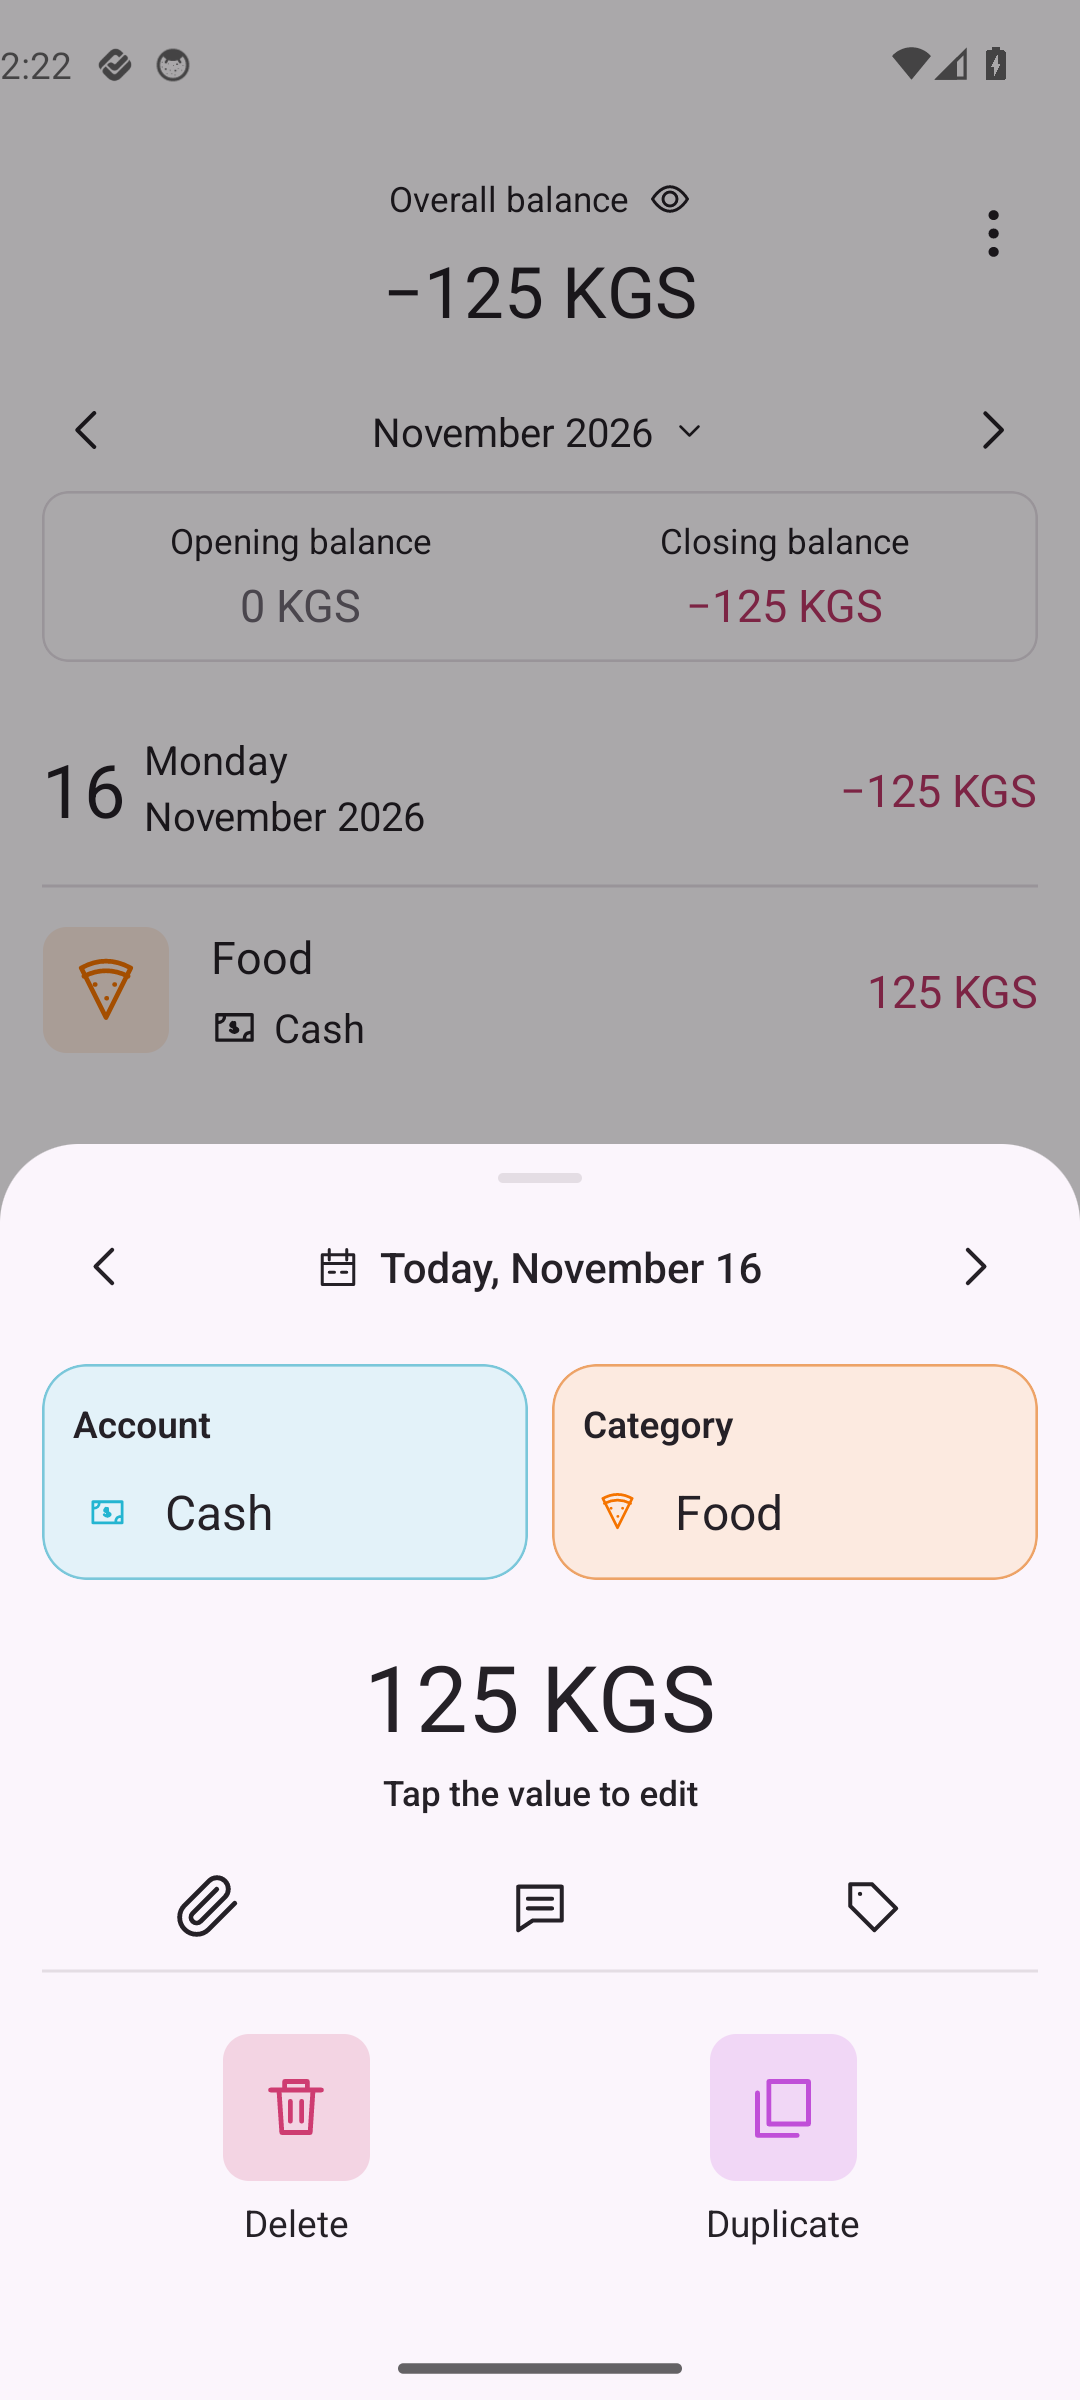 2:22
Overall balance
−125 KGS
November 2026
Opening balance
0 KGS
Closing balance
−125 KGS
16
Monday
November 2026
−125 KGS
Food
Cash
125 KGS
Today, November 16
Account
Cash
Category
Food
125 KGS
Tap the value to edit
Delete
Duplicate